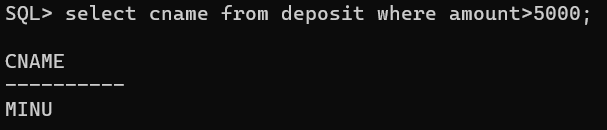 SQL> select cname from deposit where amount>5000;
CNAME
----------
MINU